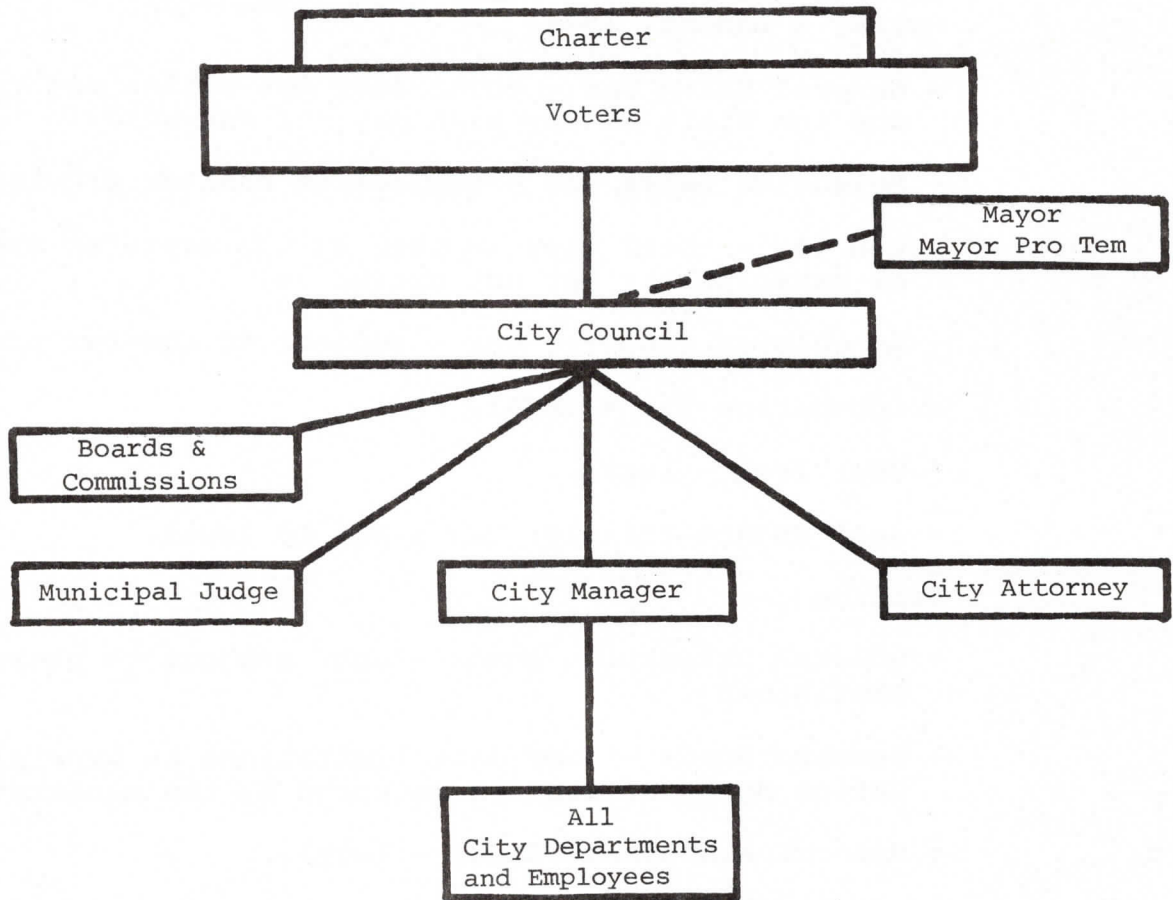 Charter
Voters
Mayor
Mayor Pro Tem
City Council
Boards &
Commissions
Municipal Judge
City Manager
City Attorney
All
City Departments
and Employees